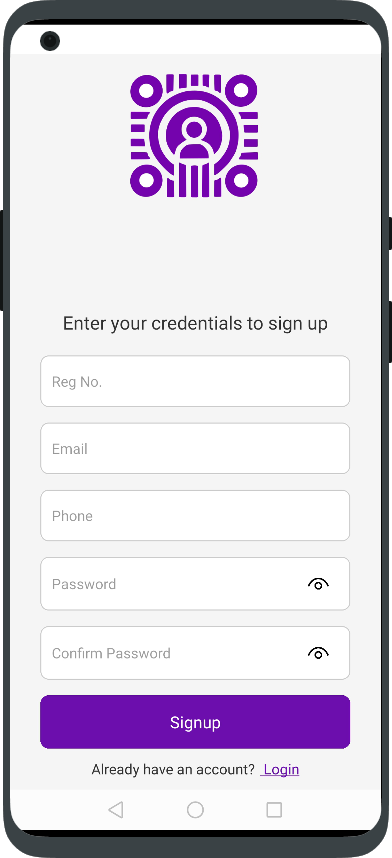 Enter your credentials to sign up
Reg No.
Email
Phone
Password
Confirm Password
Signup
Already have an account? Login